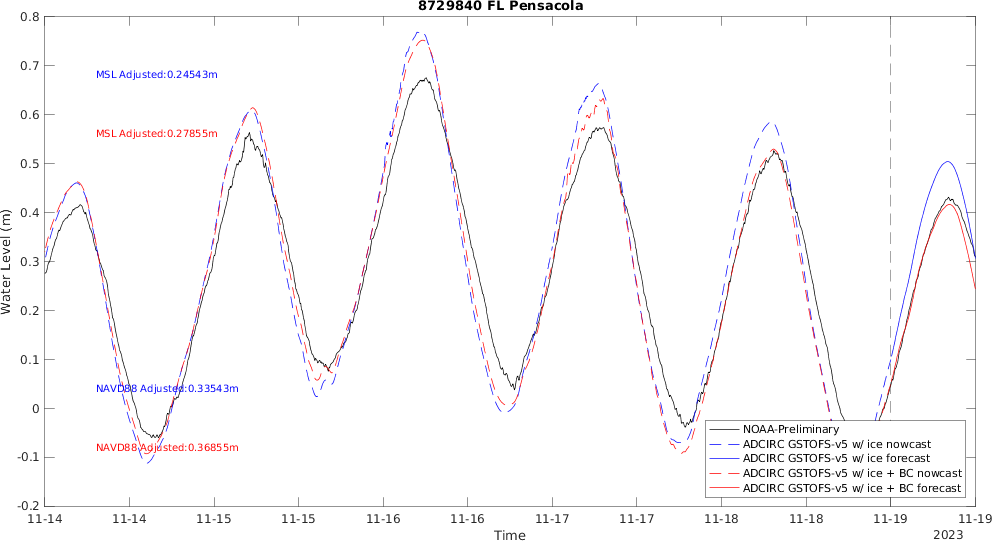 8729840 FL Pensacola
0.8
0.7
MSL Adjusted:0.24543m
0.6
MSL Adjusted:0.27855m
0.5
0.4
Water Level (m)
0.3
0.2
0.1
NAVD88 Adjusted:0.33543m
0
NOAA-Preliminary
ADCIRC GSTOFS-v5 w/ ice nowcast
NAVD88 Adjusted:0.36855m
-0.1
ADCIRC GSTOFS-v5 w/ ice forecast
ADCIRC GSTOFS-v5 w/ ice + BC nowcast
ADCIRC GSTOFS-v5 w/ ice + BC forecast
-0.2
11-14 11-14 11-15 11-15 11-16 11-16 11-17 11-17 11-18 11-18 11-19 11-19
Time
2023